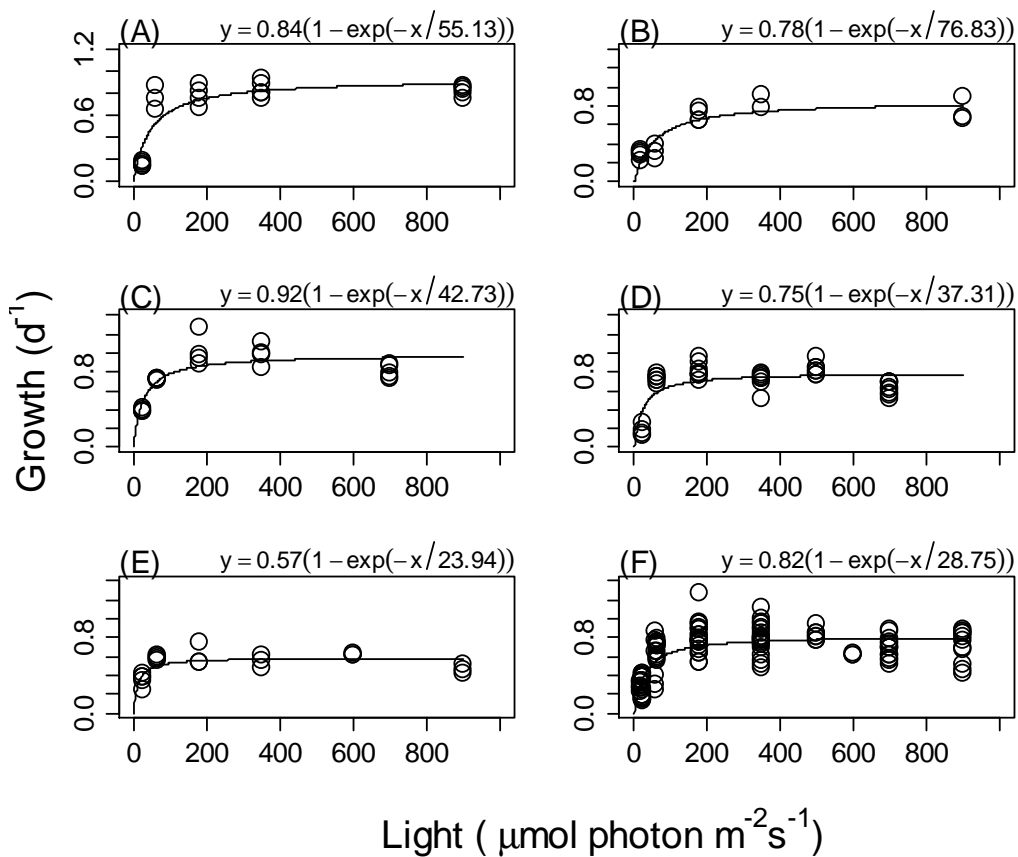 (A) y = 0.84(1 − exp(−x/55.13))
1.2
0.6
0.0
0 200 400 600 800
(B) y = 0.78(1 − exp(−x/76.83))
0.8
0.0
0 200 400 600 800
(C) y = 0.92(1 − exp(−x/42.73))
0.8
0.0
0 200 400 600
(D) y = 0.75(1 − exp(−x/37.31))
0.8
0.0
0 200 400 600 800
Growth (d⁻¹)
(E) y = 0.57(1 − exp(−x/23.94))
0.8
0.0
0 200 400 600 800
(F) y = 0.82(1 − exp(−x/28.75))
0.8
0.0
0 200 400 600 800
Light ( μmol photon m⁻²s⁻¹)